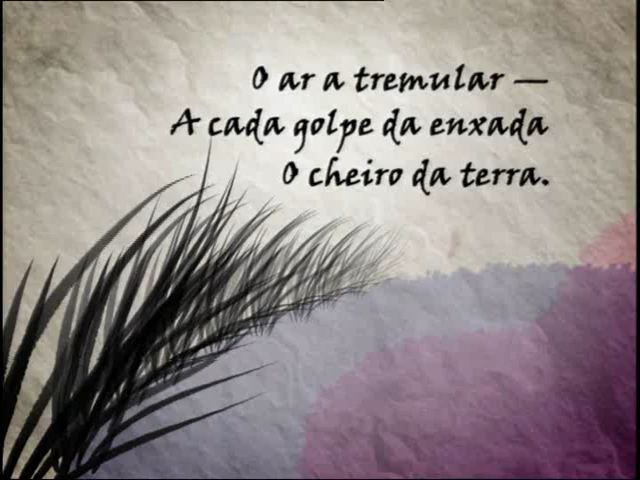 O ar a tremular —
A cada golpe da enxada
O cheiro da terra.